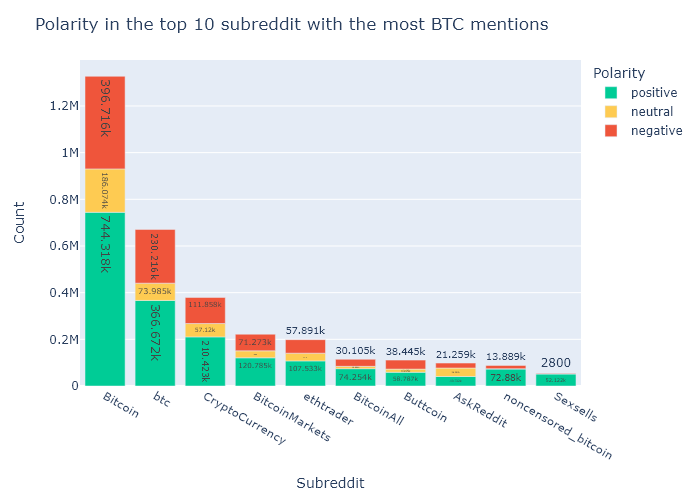 Polarity in the top 10 subreddit with the most BTC mentions
Polarity
positive
neutral
negative
1.2M
1M
0.8M
0.6M
0.4M
0.2M
0
Count
396.716k
186.074k
744.318k
230.216k
73.985k
366.672k
111.858k
57.12k
210.423k
71.273k
120.765k
57.891k
107.533k
30.105k
74.254k
38.445k
21.259k
13.889k
72.88k
2800
Bitcoin
btc
CryptoCurrency
BitcoinMarkets
ethtrader
BitcoinAll
Buttcoin
AskReddit
noncensored_bitcoin
Sexsells
Subreddit